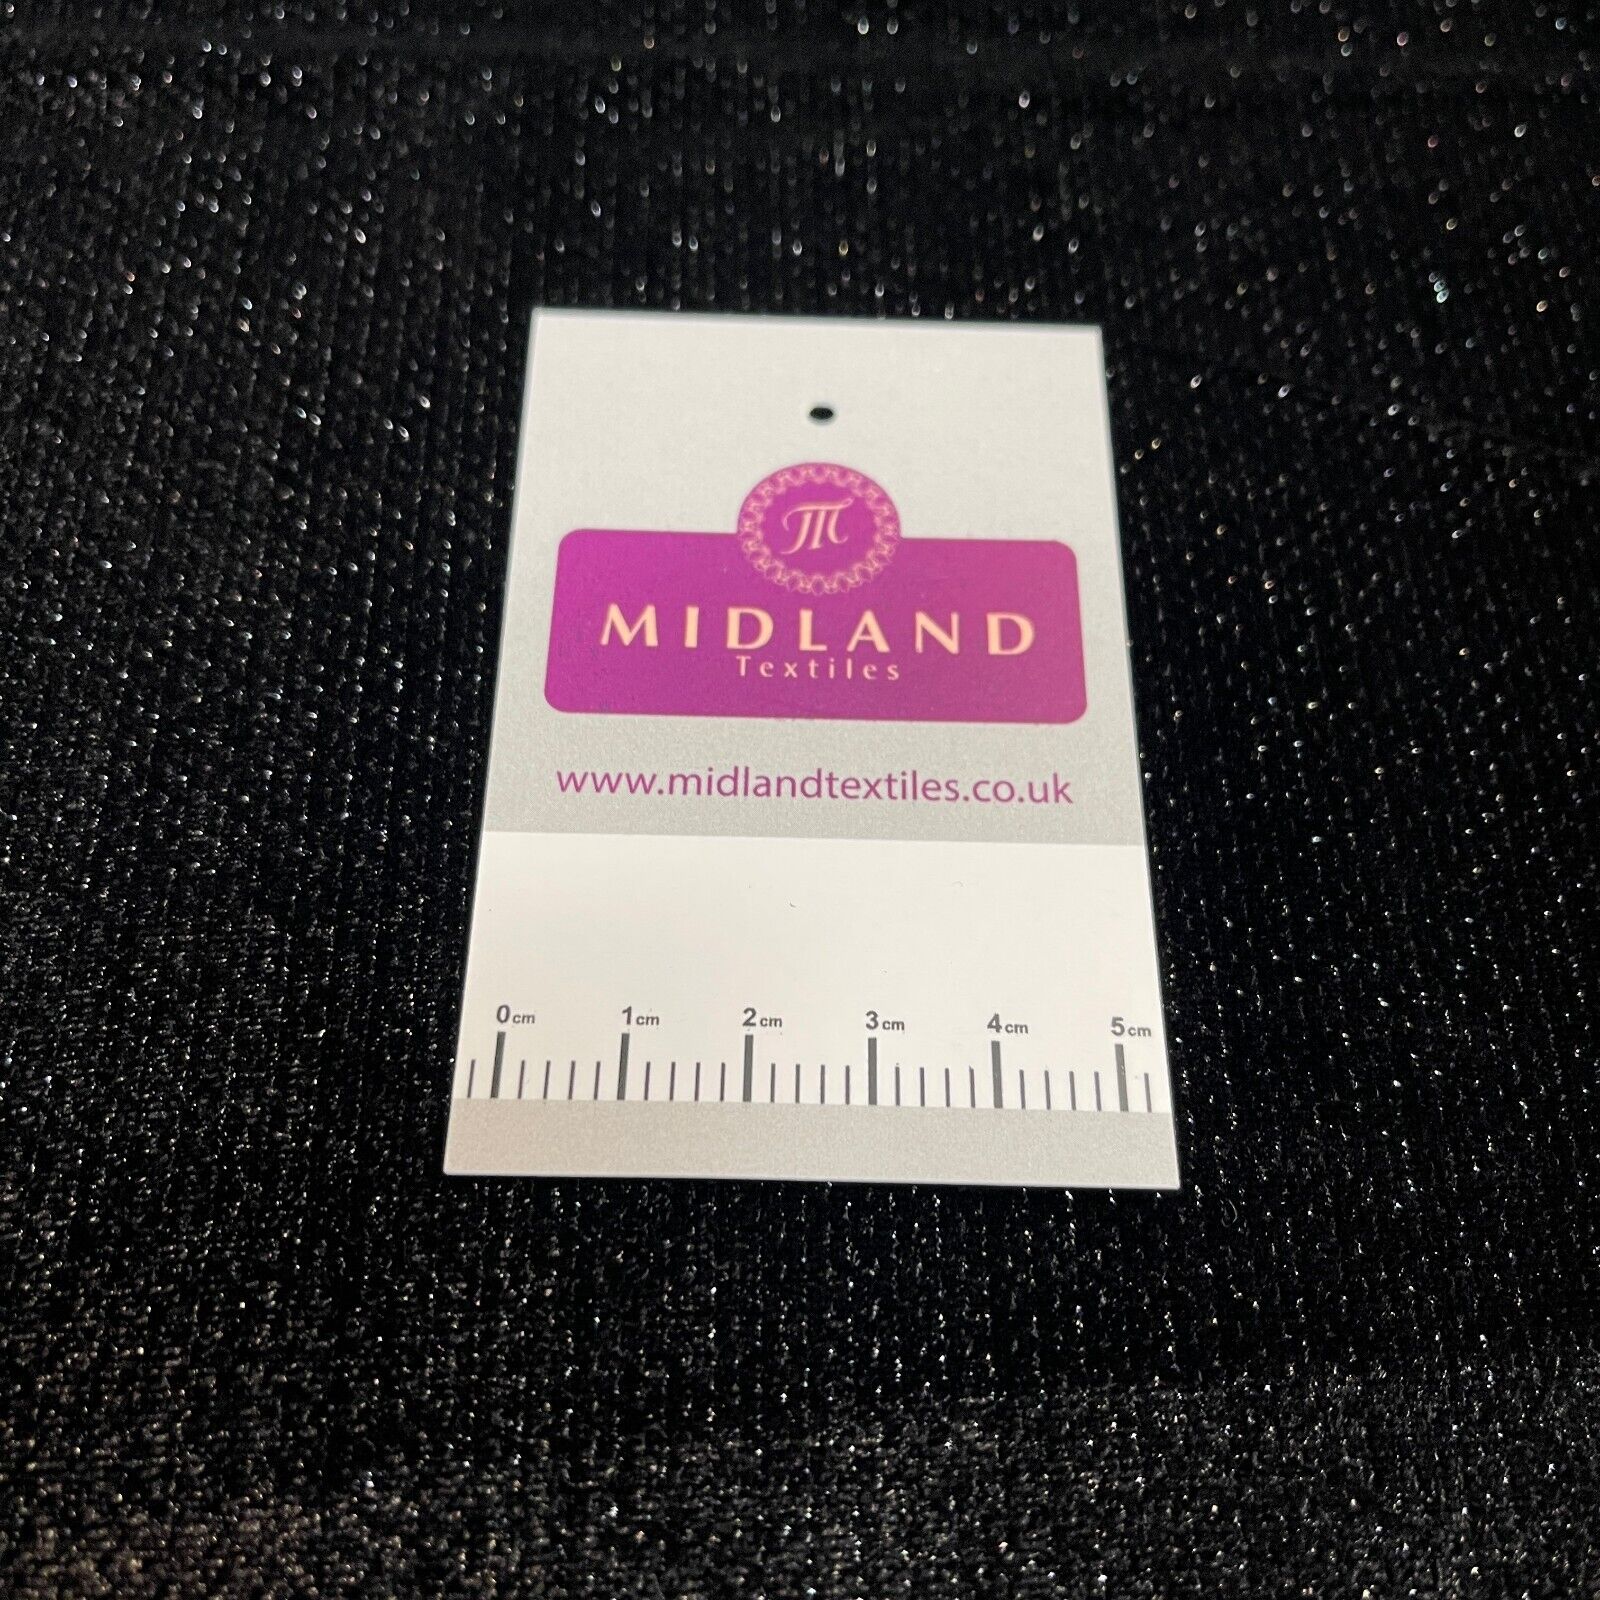 M
MIDLAND
Textiles
www.midlandtextiles.co.uk
0cm 1cm 2cm 3cm 4cm 5cm